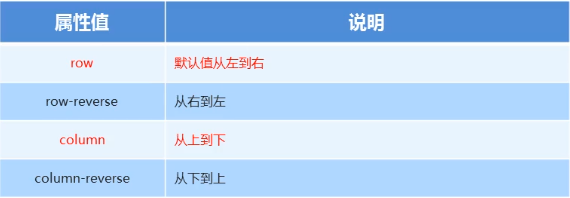 属性值 说明
row 默认值从左到右
row-reverse 从右到左
column 从上到下
column-reverse 从下到上